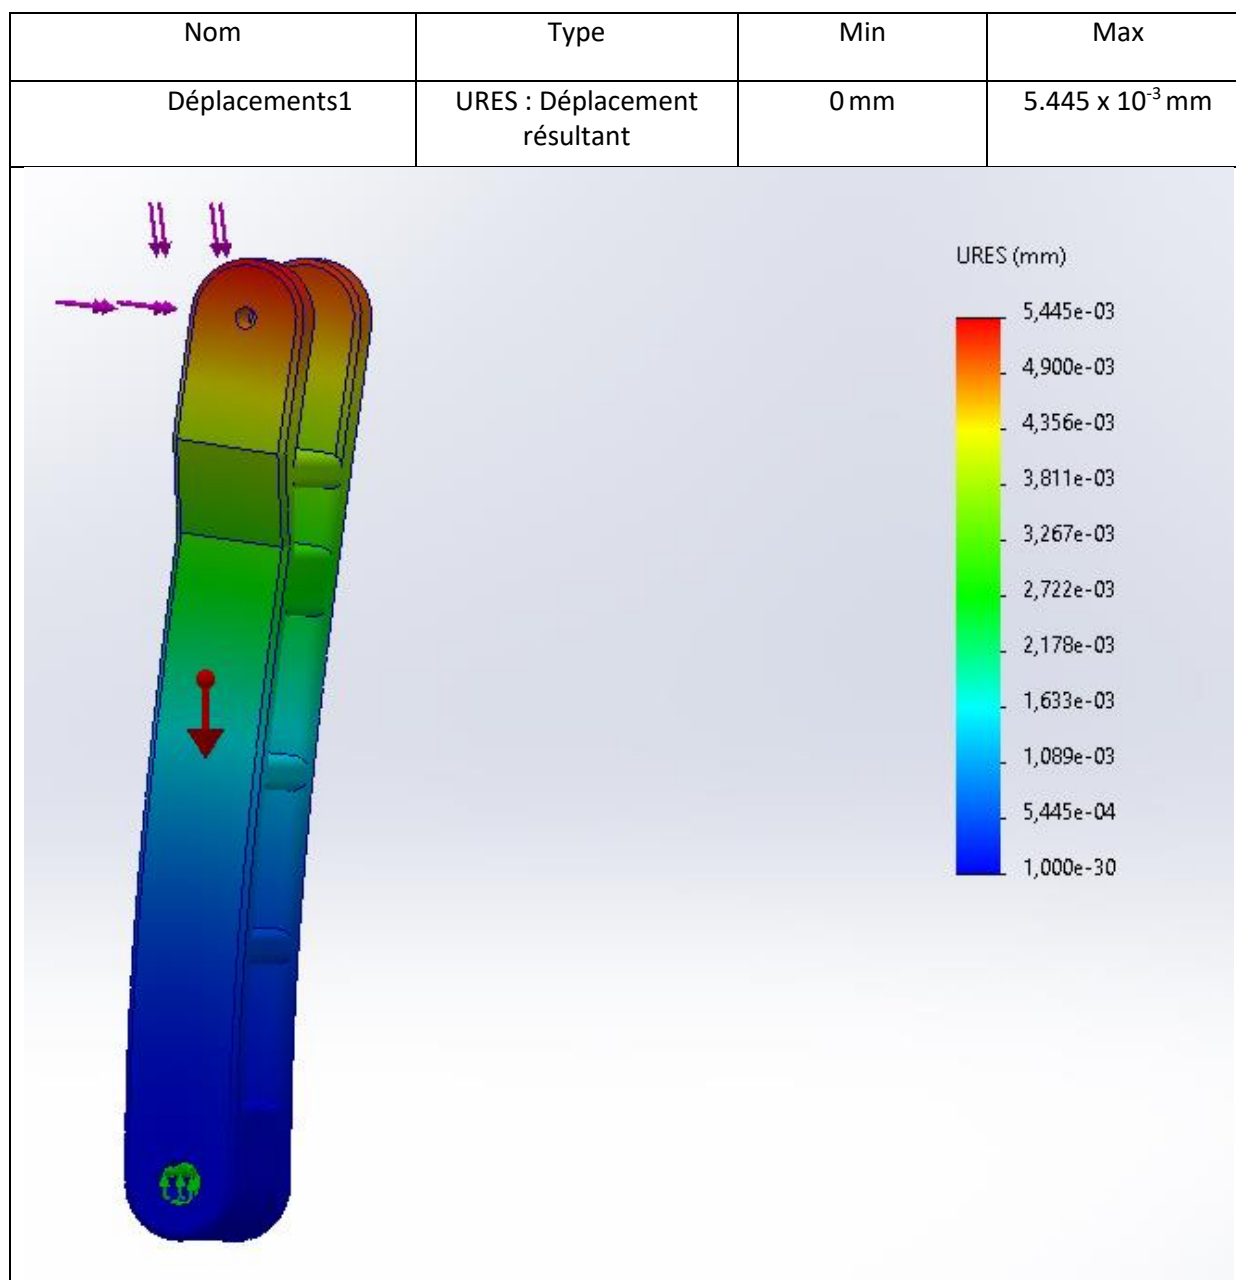 Nom Type Min Max
Déplacements1 URES : Déplacement résultant 0 mm 5.445 x 10⁻³ mm
URES (mm)
5,445e-03
4,900e-03
4,356e-03
3,811e-03
3,267e-03
2,722e-03
2,178e-03
1,633e-03
1,089e-03
5,445e-04
1,000e-30